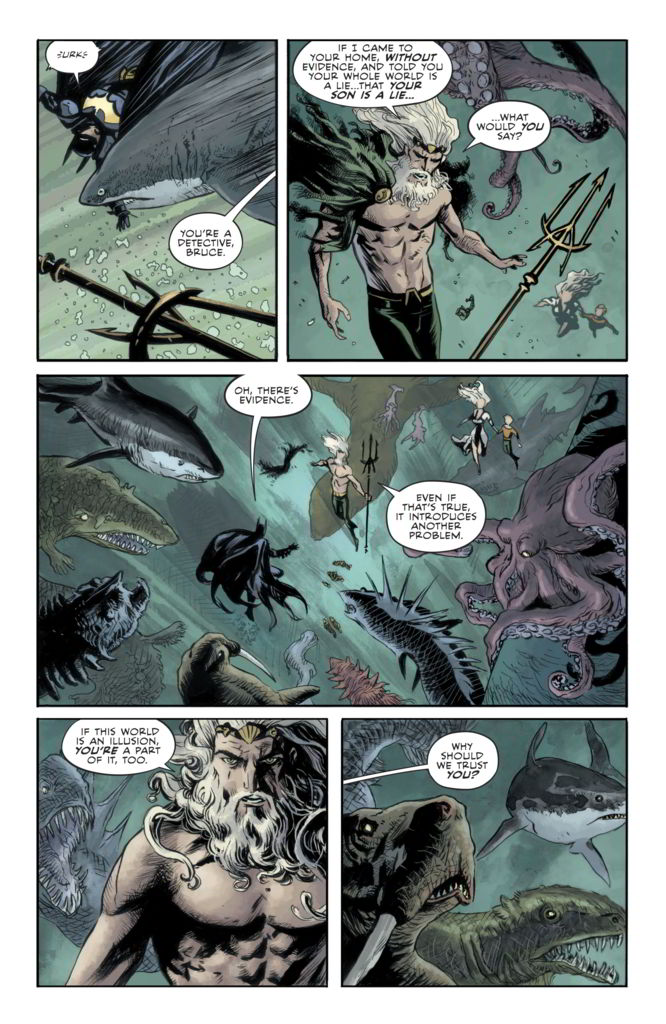 SURKS
YOU'RE A
DETECTIVE,
BRUCE.
IF I CAME TO
YOUR HOME, WITHOUT
EVIDENCE, AND TOLD YOU
YOUR WHOLE WORLD IS
A LIE...THAT YOUR
SON IS A LIE...
...WHAT
WOULD YOU
SAY?
OH, THERE'S
EVIDENCE.
EVEN IF
THAT'S TRUE,
IT INTRODUCES
ANOTHER
PROBLEM.
IF THIS WORLD
IS AN ILLUSION,
YOU'RE A PART
OF IT, TOO.
WHY
SHOULD
WE TRUST
YOU?